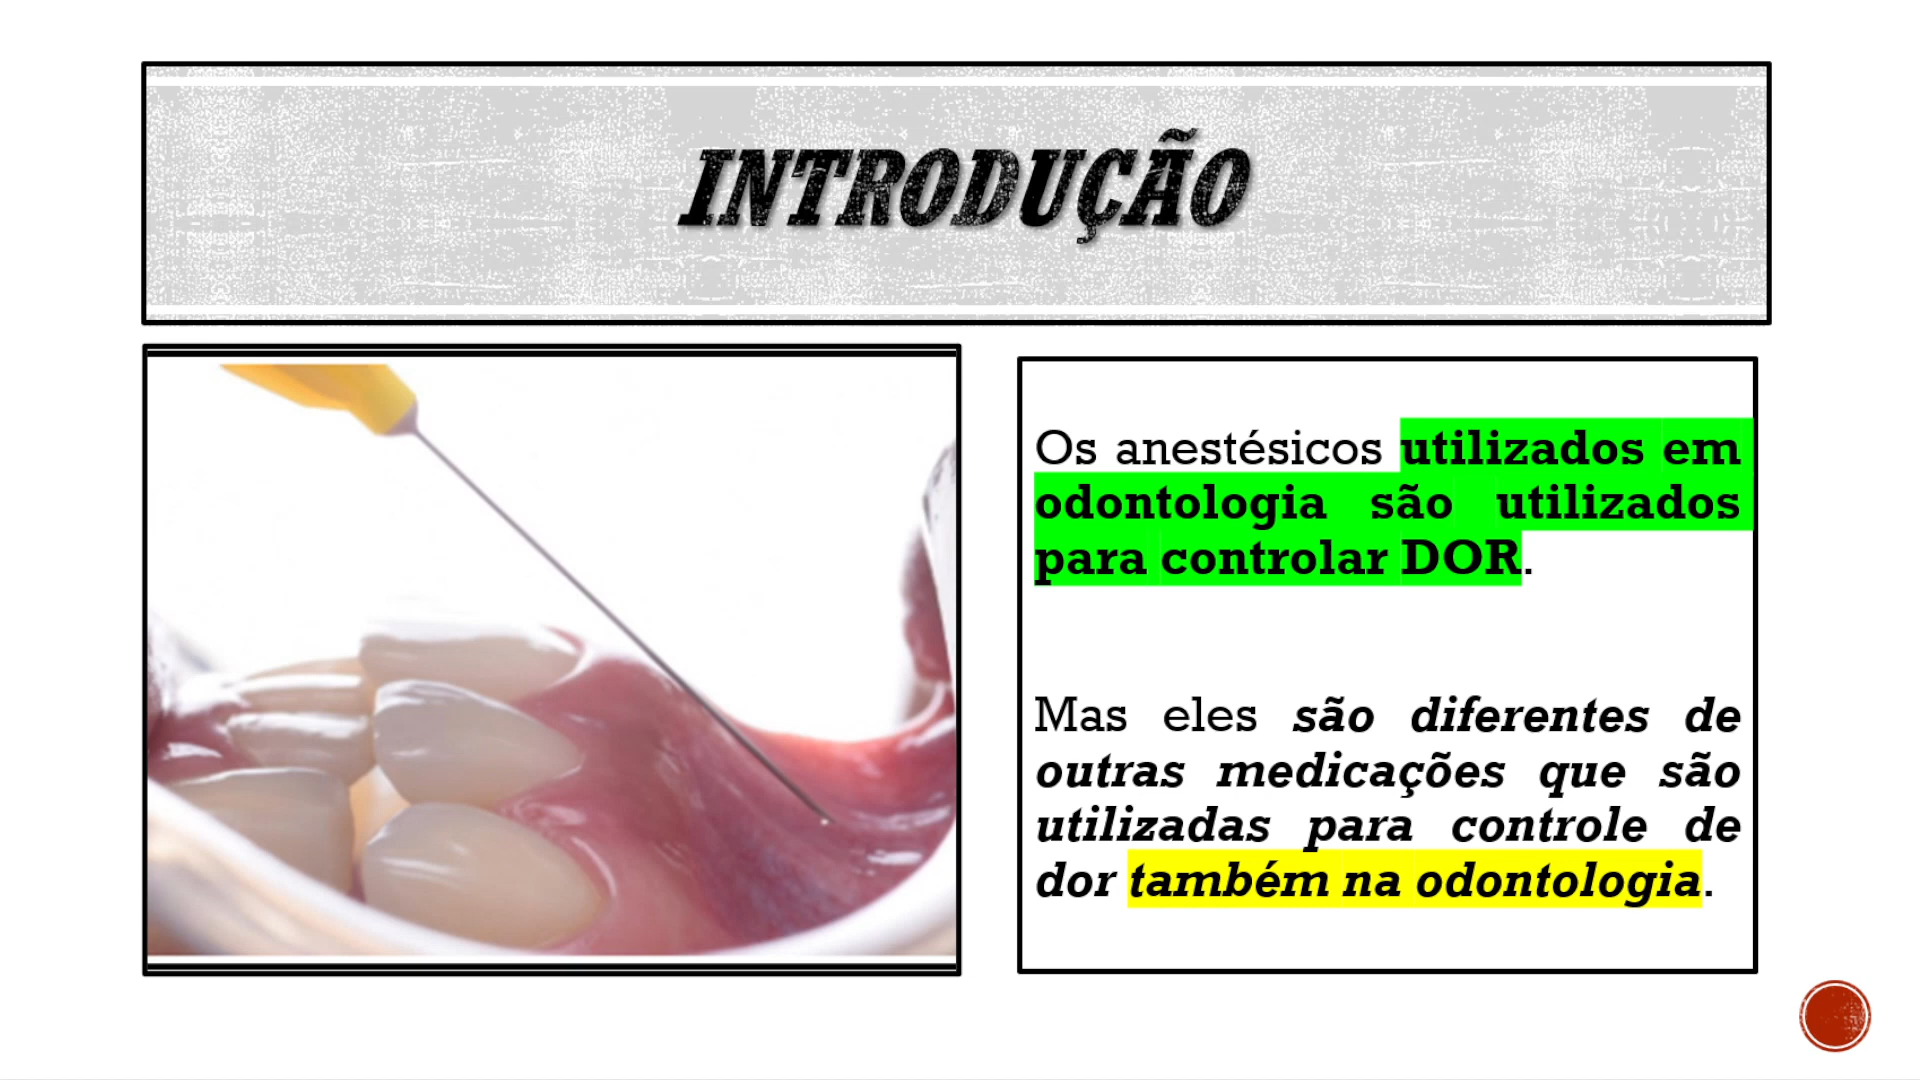 INTRODUÇÃO
Os anestésicos utilizados em
odontologia são utilizados
para controlar DOR.
Mas eles são diferentes de
outras medicações que são
utilizadas para controle de
dor também na odontologia.